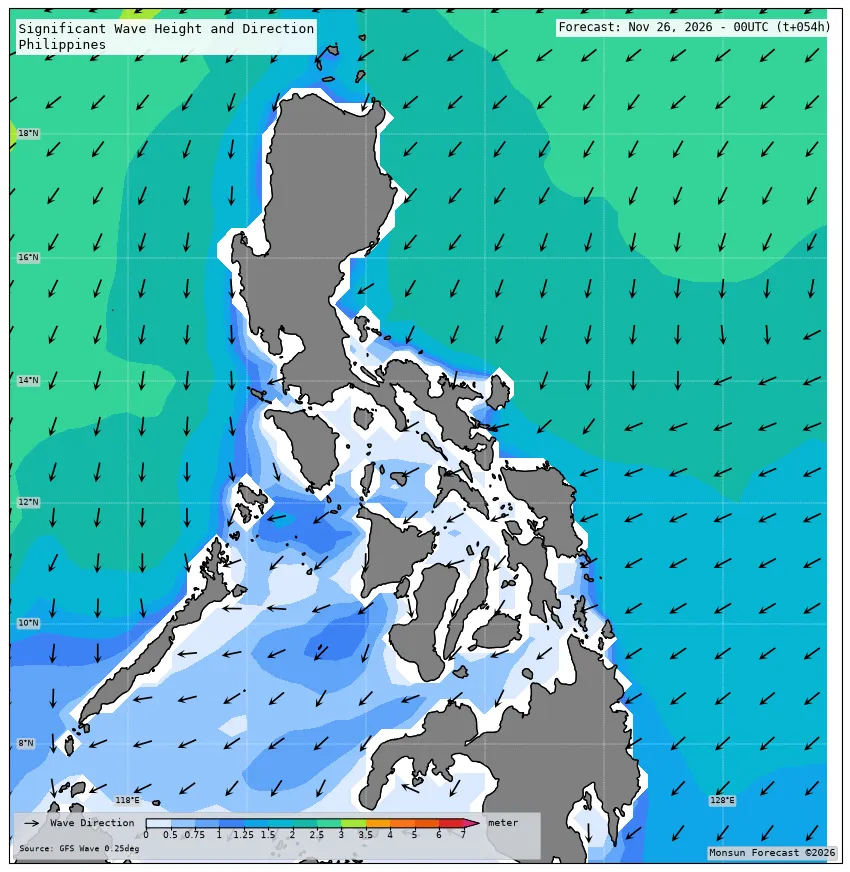 Significant Wave Height and Direction
Philippines
Forecast: Nov 26, 2026 - 00UTC (t+054h)
18°N
16°N
14°N
12°N
10°N
8°N
118°E
128°E
Wave Direction
0 0.5 0.75 1 1.25 1.5 2 2.5 3 3.5 4 5 6 7
meter
Source: GFS Wave 0.25deg
Monsun Forecast ©2026